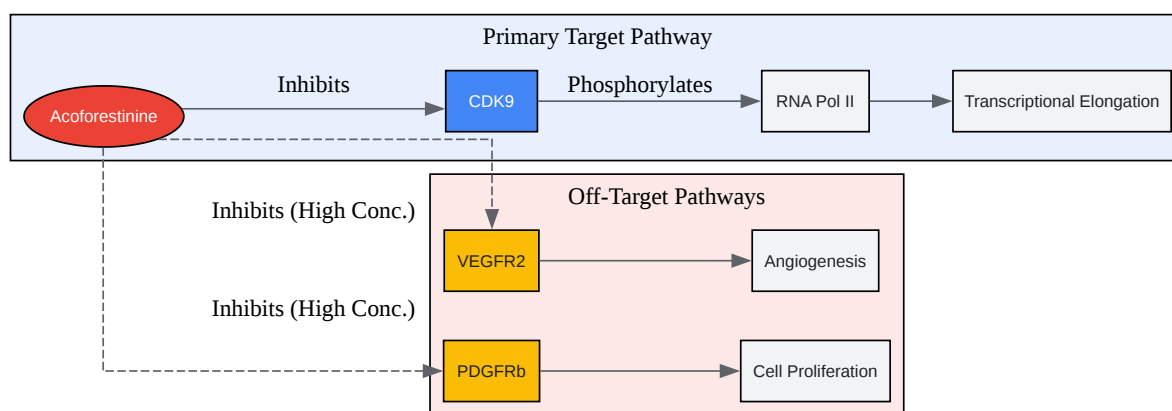 Primary Target Pathway
Inhibits
Phosphorylates
Acoforestinine
CDK9
RNA Pol II
Transcriptional Elongation
Off-Target Pathways
Inhibits (High Conc.)
VEGFR2
Angiogenesis
Inhibits (High Conc.)
PDGFRb
Cell Proliferation